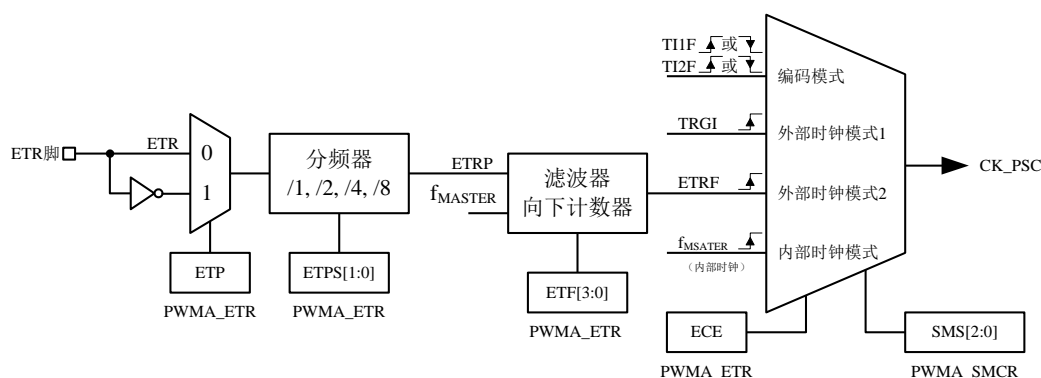 TI1F 或
TI2F 或
编码模式
TRGI
外部时钟模式1
ETR脚
ETR
0
1
分频器
/1, /2, /4, /8
ETRP
fMASTER
滤波器
向下计数器
ETRF
外部时钟模式2
CK_PSC
fMSATER
(内部时钟)
内部时钟模式
ETP
PWMA_ETR
ETPS[1:0]
PWMA_ETR
ETF[3:0]
PWMA_ETR
ECE
PWMA_ETR
SMS[2:0]
PWMA_SMCR